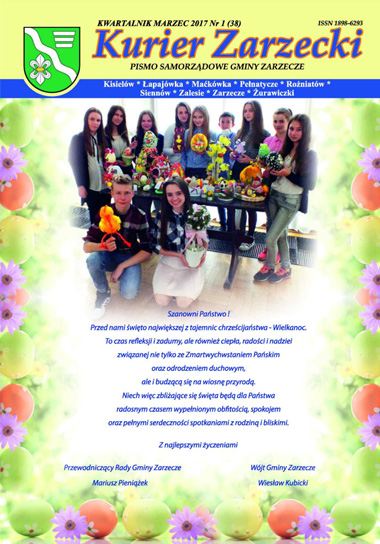 KWARTALNIK MARZEC 2017 Nr 1 (38)
ISSN 1898-6293
Kurier Zarzecki
PISMO SAMORZĄDOWE GMINY ZARZECZE
Kisielów * Łapajówka * Maćkówka * Pełnatycze * Rożniatów *
Siennów * Zalesie * Zarzecze * Żurawiczki
Szanowni Państwo !
Przed nami święto największej z tajemnic chrześcijaństwa - Wielkanoc.
To czas refleksji i zadumy, ale również ciepła, radości i nadziei
związanej nie tylko ze Zmartwychwstaniem Pańskim
oraz odrodzeniem duchowym,
ale i budzącą się na wiosnę przyrodą.
Niech więc zbliżające się święta będą dla Państwa
radosnym czasem wypełnionym obfitością, spokojem
oraz pełnymi serdeczności spotkaniami z rodziną i bliskimi.
Z najlepszymi życzeniami
Przewodniczący Rady Gminy Zarzecze
Wójt Gminy Zarzecze
Mariusz Pieniążek
Wiesław Kubicki